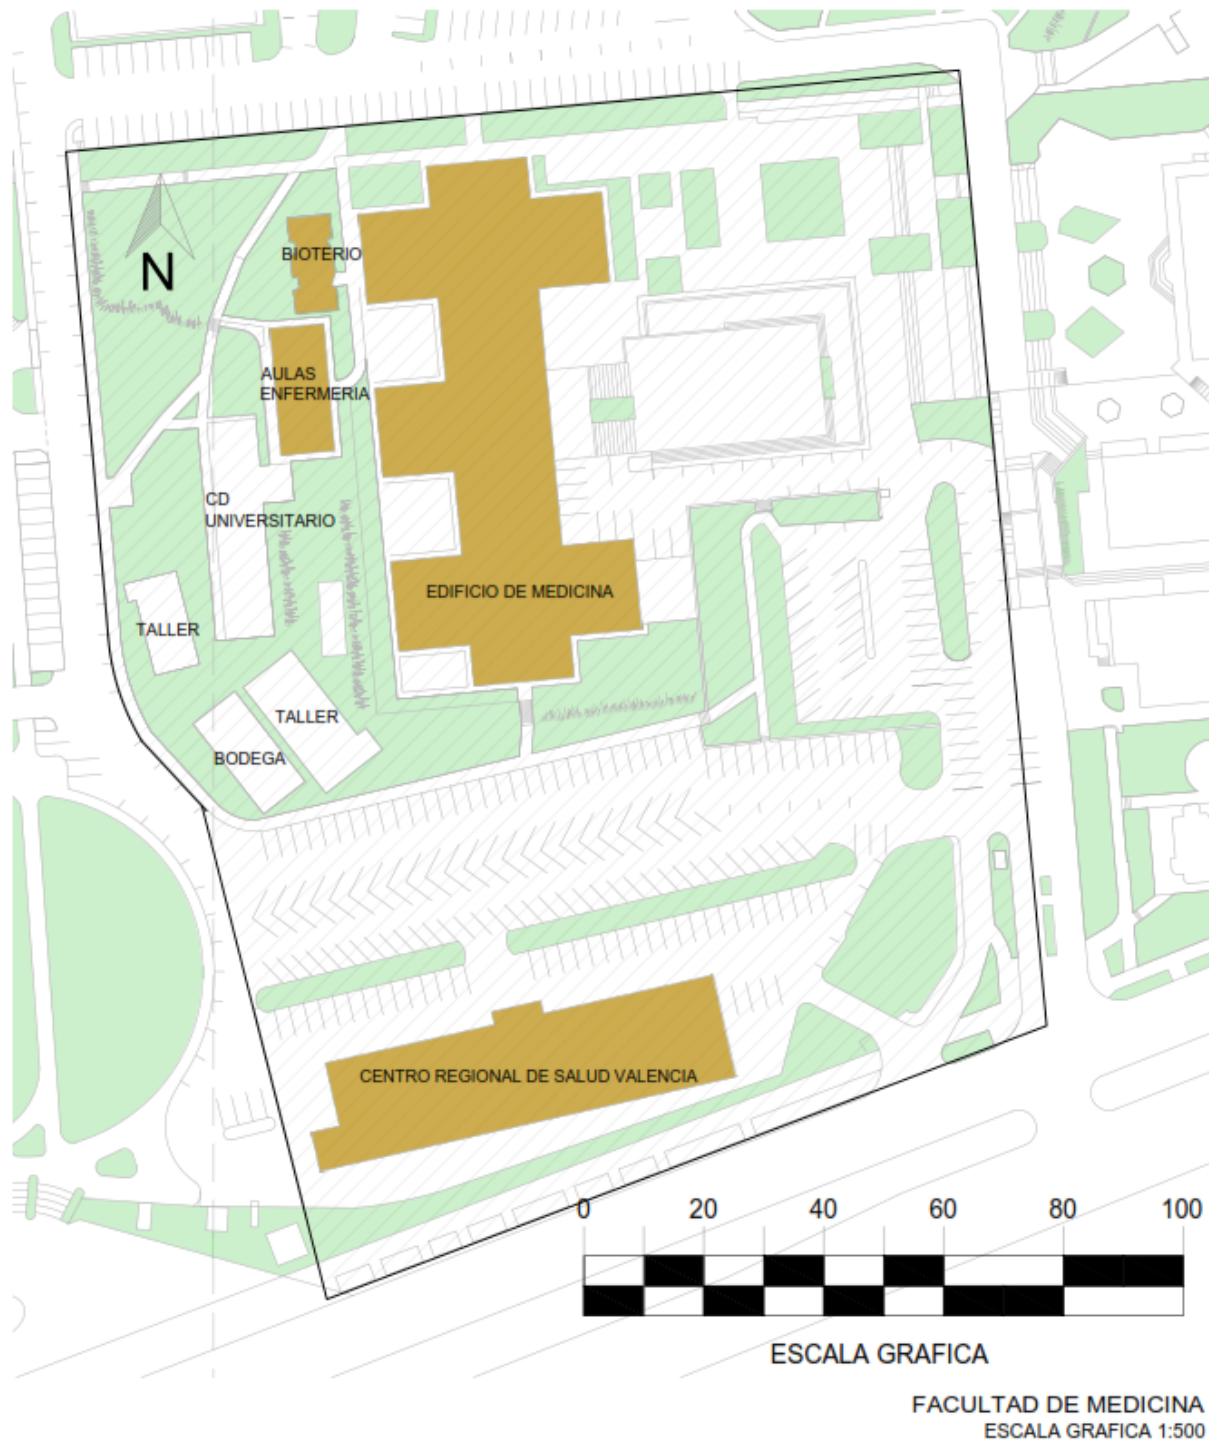 N
BIOTERIO
AULAS
ENFERMERIA
CD
UNIVERSITARIO
EDIFICIO DE MEDICINA
TALLER
TALLER
BODEGA
CENTRO REGIONAL DE SALUD VALENCIA
0 20 40 60 80 100
ESCALA GRAFICA
FACULTAD DE MEDICINA
ESCALA GRAFICA 1:500